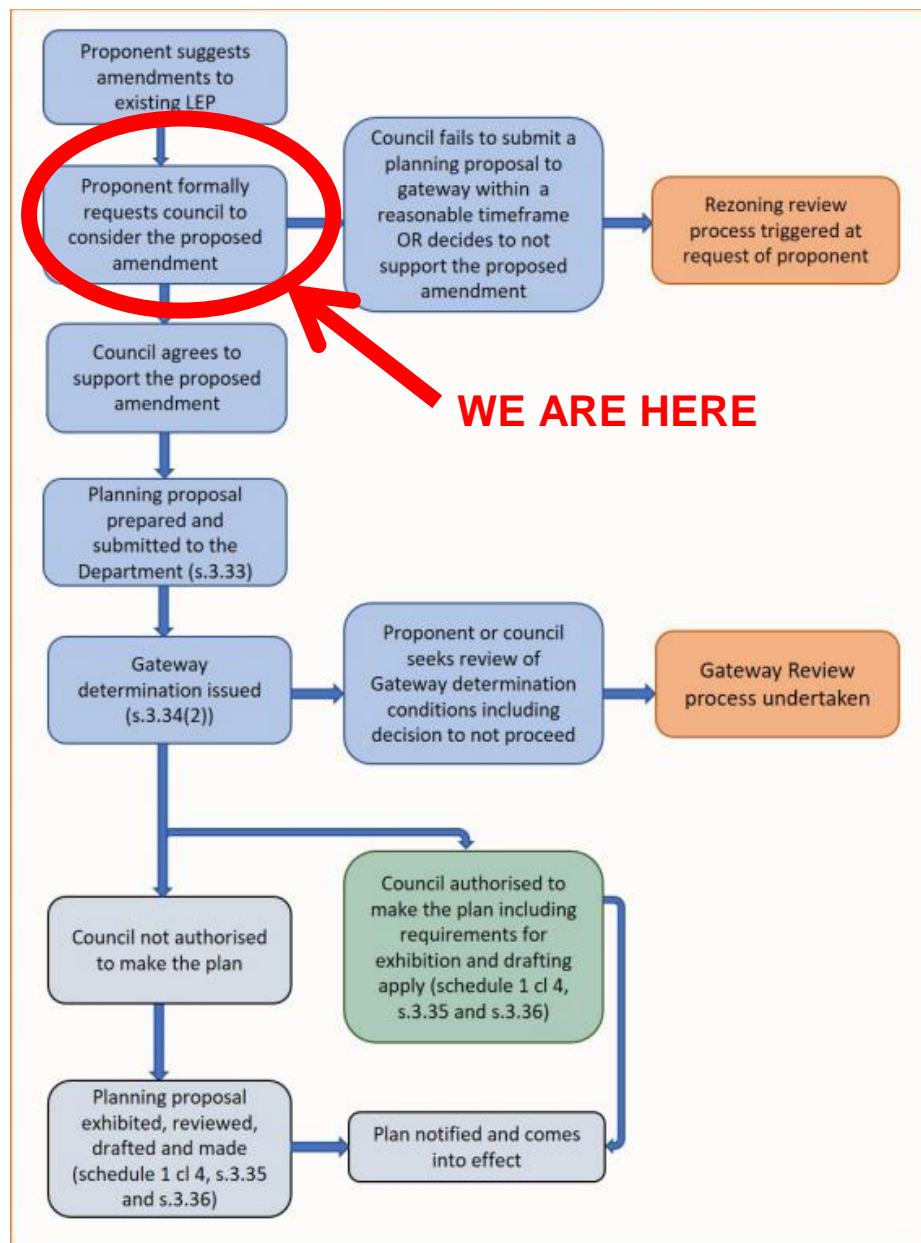 Proponent suggests
amendments to
existing LEP
Proponent formally
requests council to
consider the proposed
amendment
Council fails to submit a
planning proposal to
gateway within a
reasonable timeframe
OR decides to not
support the proposed
amendment
Rezoning review
process triggered at
request of proponent
Council agrees to
support the proposed
amendment
WE ARE HERE
Planning proposal
prepared and
submitted to the
Department (s.3.33)
Gateway
determination issued
(s.3.34(2))
Proponent or council
seeks review of
Gateway determination
conditions including
decision to not proceed
Gateway Review
process undertaken
Council not authorised
to make the plan
Council authorised to
make the plan including
requirements for
exhibition and drafting
apply (schedule 1 cl 4,
s.3.35 and s.3.36)
Planning proposal
exhibited, reviewed,
drafted and made
(schedule 1 cl 4, s.3.35
and s.3.36)
Plan notified and comes
into effect